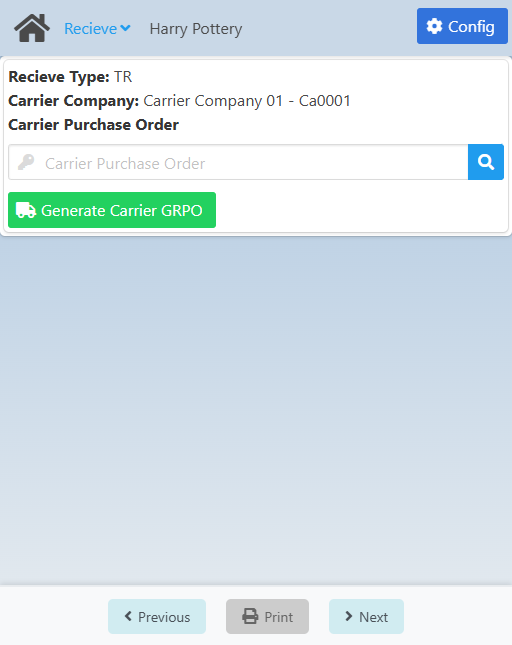 Recieve Harry Pottery Config
Recieve Type: TR
Carrier Company: Carrier Company 01 - Ca0001
Carrier Purchase Order
Carrier Purchase Order
Generate Carrier GRPO
Previous Print Next